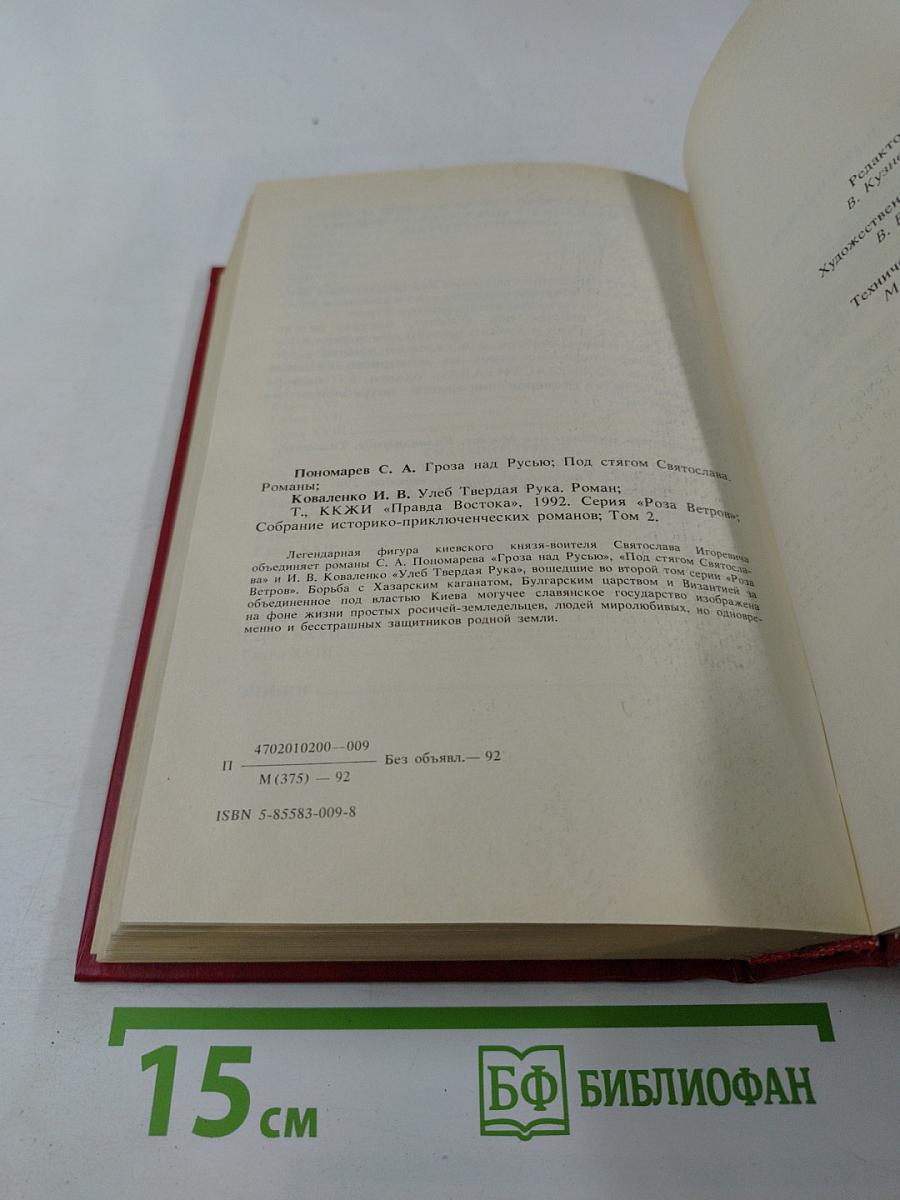 Пономарев С. А. Гроза над Русью; Под стягом Святослава.
Романы;
Коваленко И. В. Улеб Твердая Рука. Роман;
Т., ККЖИ «Правда Востока», 1992. Серия «Роза Ветров»;
Собрание историко-приключенческих романов; Том 2.
Легендарная фигура киевского князя-воителя Святослава Игоревича
объединяет романы С. А. Пономарева «Гроза над Русью», «Под стягом Святосла-
ва» и И. В. Коваленко «Улеб Твердая Рука», вошедшие во второй том серии «Роза
Ветров». Борьба с Хазарским каганатом, Булгарским царством и Византией за
объединенное под властью Киева могучее славянское государство изображена
на фоне жизни простых росичей-земледельцев, людей миролюбивых, но одновре-
менно и бесстрашных защитников родной земли.
П 4702010200—009 Без объявл.— 92
М (375) — 92
ISBN 5-85583-009-8
Редакто
В. Кузне
Художествен
В.
Техниче
М
15 см
БФ БИБЛИОФАН